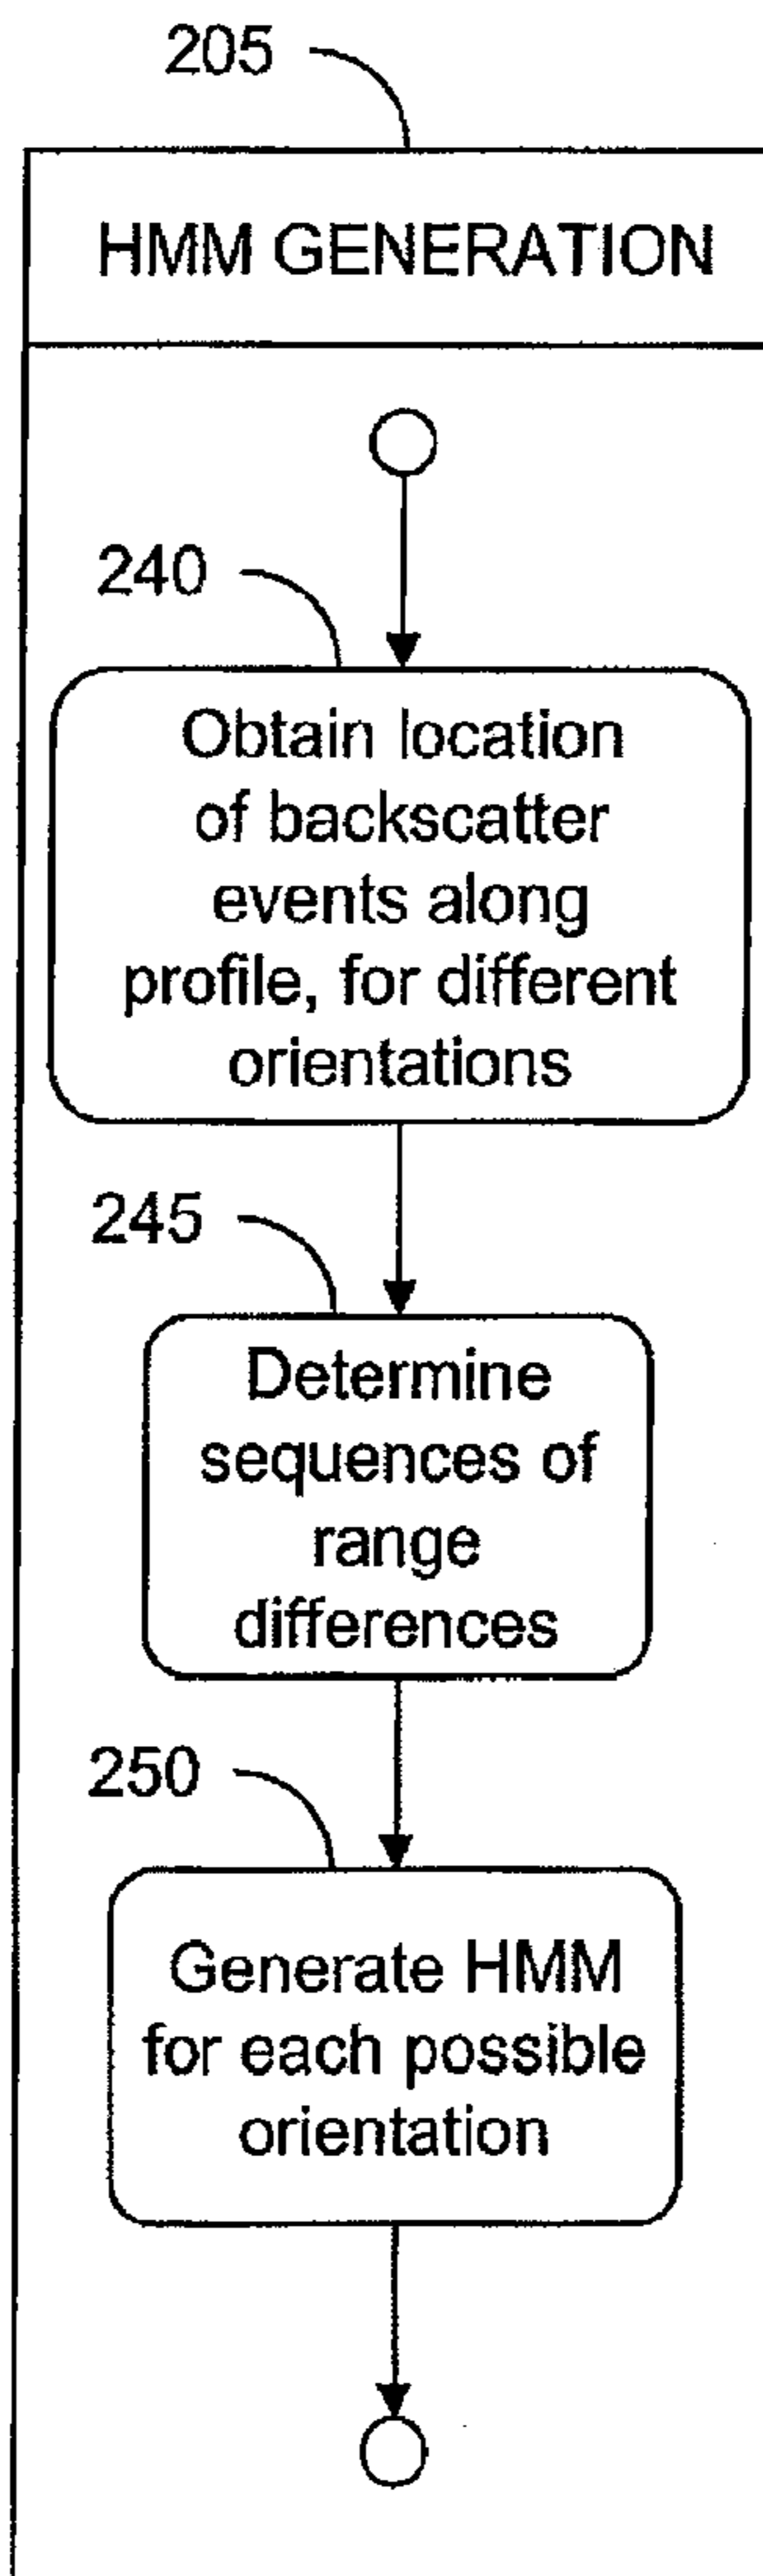 205
HMM GENERATION
240
Obtain location
of backscatter
events along
profile, for different
orientations
245
Determine
sequences of
range
differences
250
Generate HMM
for each possible
orientation